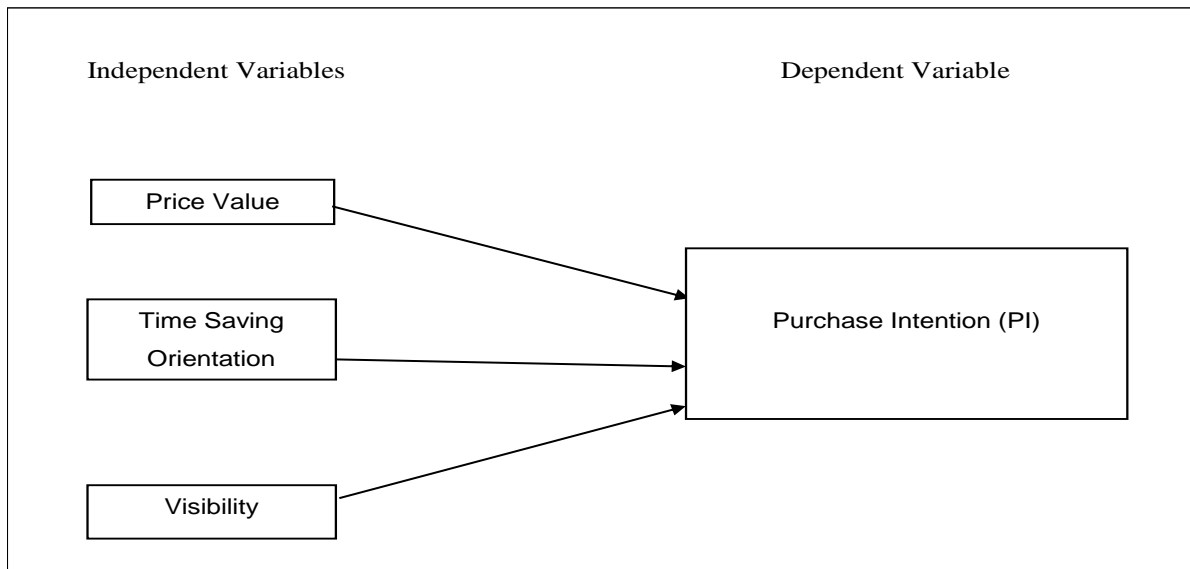 Independent Variables
Dependent Variable
Price Value
Time Saving
Orientation
Purchase Intention (PI)
Visibility